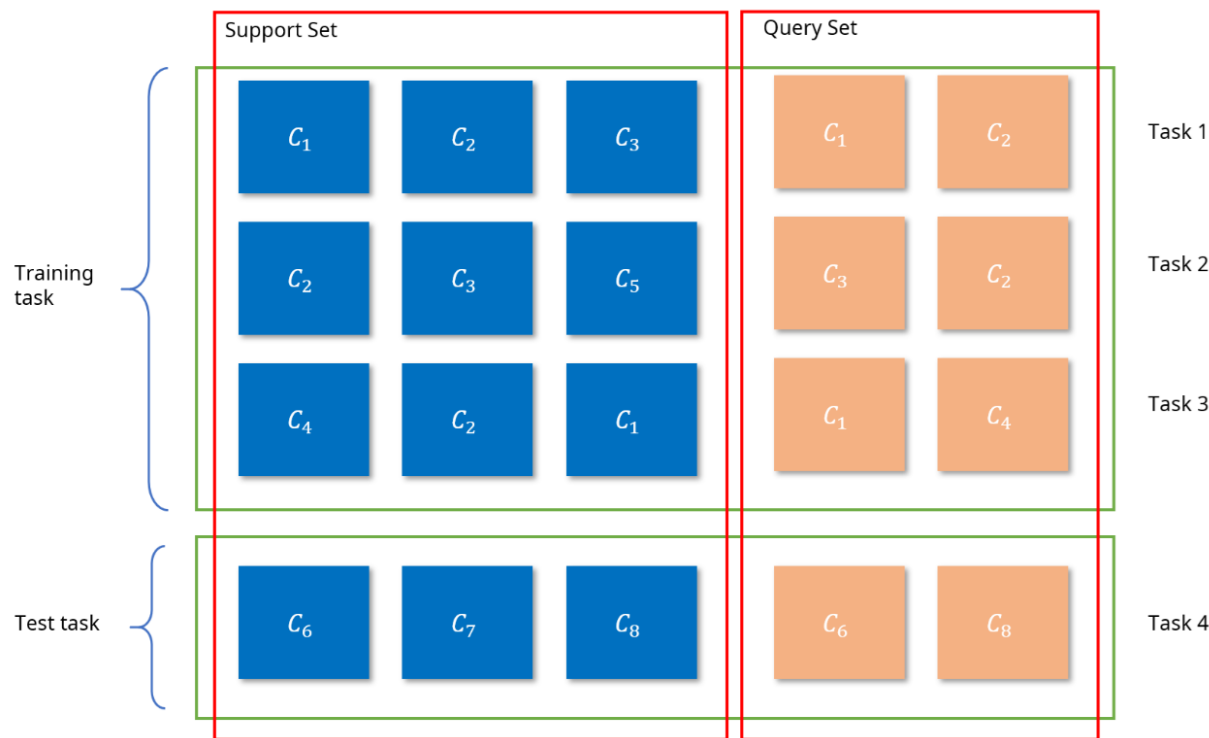 Support Set
Query Set
C₁ C₂ C₃ C₁ C₂ Task 1
C₂ C₃ C₅ C₃ C₂ Task 2
Training
task
C₄ C₂ C₁ C₁ C₄ Task 3
Test task
C₆ C₇ C₈ C₆ C₈ Task 4